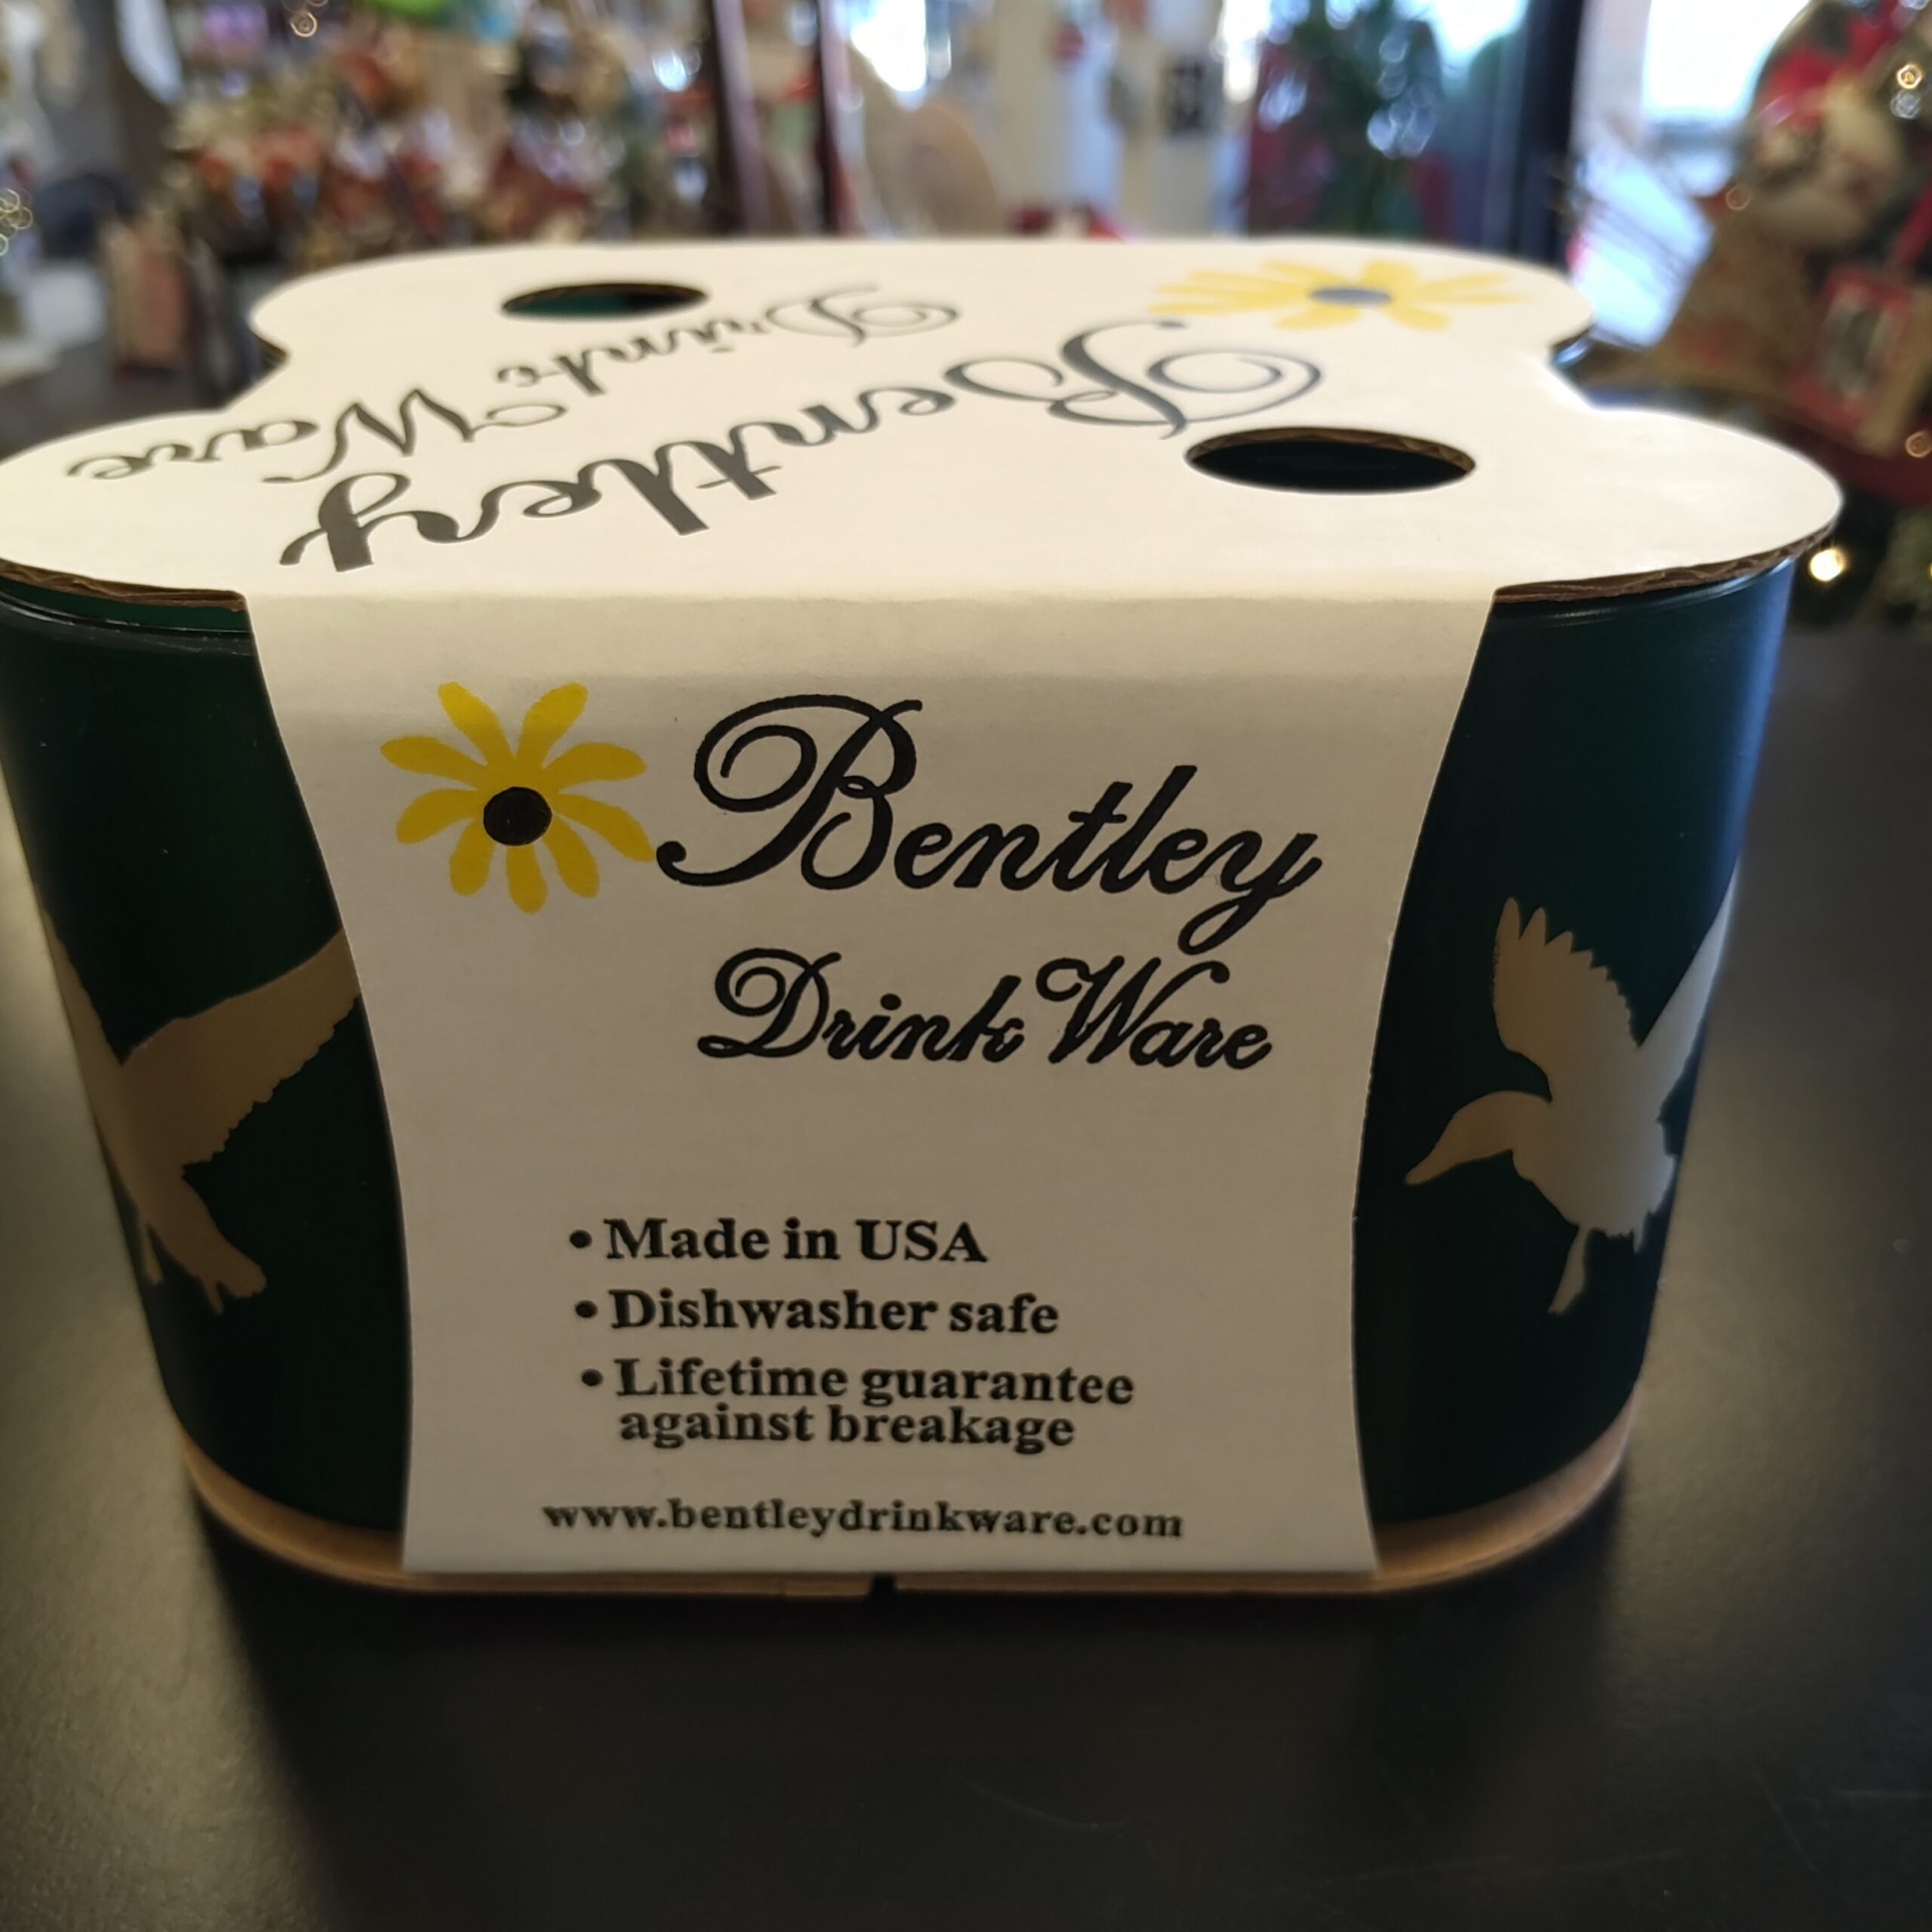 Bentley
Drink Ware
Bentley
Drink Ware
• Made in USA
• Dishwasher safe
• Lifetime guarantee
against breakage
www.bentleydrinkware.com